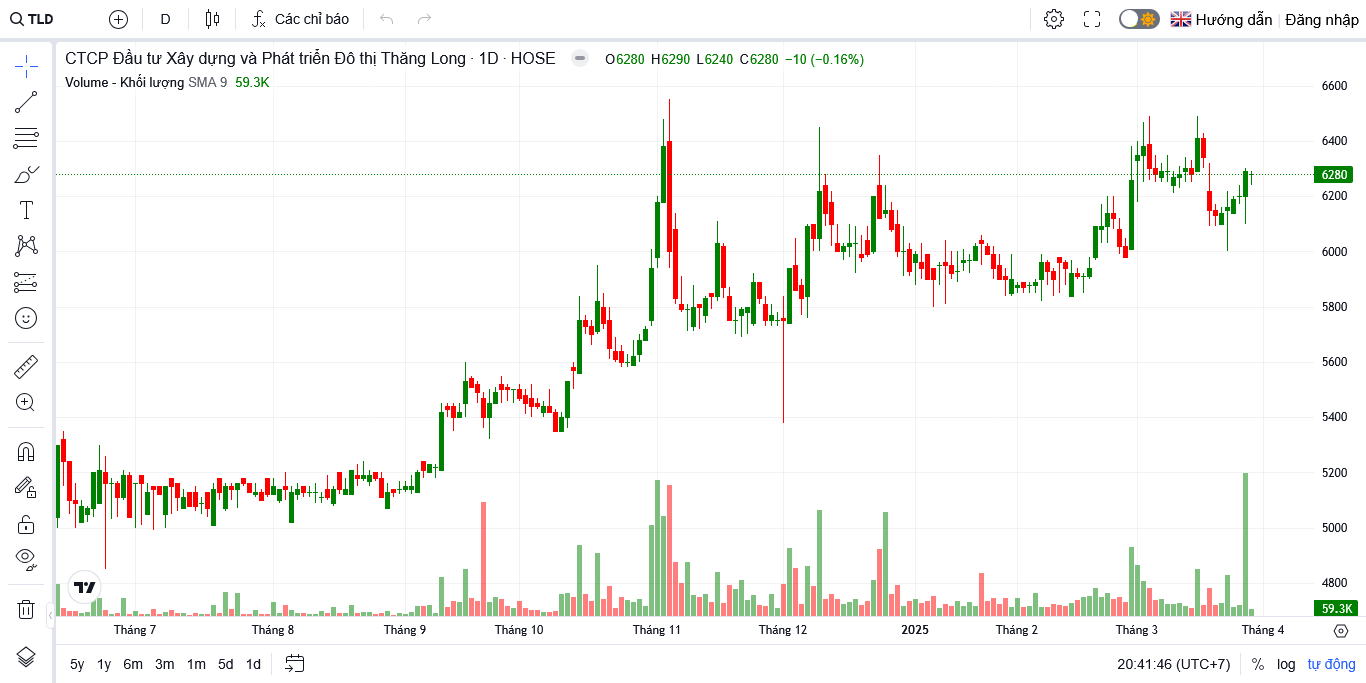 TLD D Các chỉ báo Hướng dẫn Đăng nhập
CTCP Đầu tư Xây dựng và Phát triển Đô thị Thăng Long · 1D · HOSE O6280 H6290 L6240 C6280 −10 (−0.16%)
Volume - Khối lượng SMA 9 59.3K
6600
6400
6280
6200
6000
5800
5600
5400
5200
5000
4800
59.3K
Tháng 7 Tháng 8 Tháng 9 Tháng 10 Tháng 11 Tháng 12 2025 Tháng 2 Tháng 3 Tháng 4
5y 1y 6m 3m 1m 5d 1d 20:41:46 (UTC+7) % log tự động